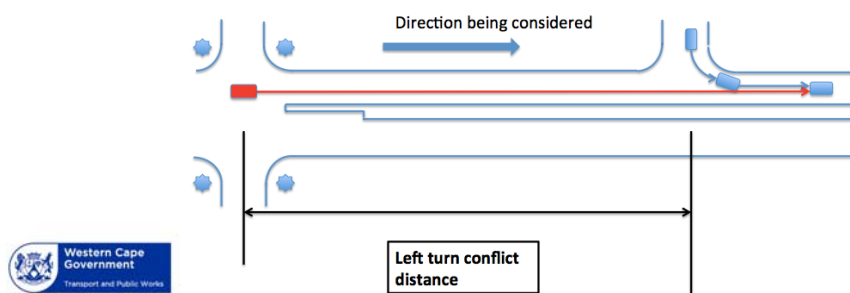 Direction being considered
Left turn conflict
distance
Western Cape
Government
Transport and Public Works